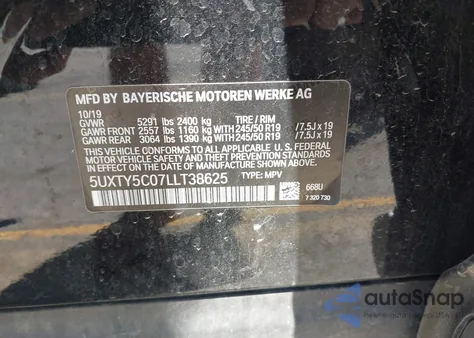 MFD BY BAYERISCHE MOTOREN WERKE AG
10/19
GVWR 5291 lbs 2400 kg TIRE / RIM
GAWR FRONT 2557 lbs 1160 kg WITH 245/50 R19 /7.5J x 19
GAWR REAR 3064 lbs 1390 kg WITH 245/50 R19 /7.5J x 19
THIS VEHICLE CONFORMS TO ALL APPLICABLE U.S. FEDERAL
MOTOR VEHICLE SAFETY, BUMPER, AND THEFT PREVENTION
STANDARDS IN EFFECT ON THE DATE OF MANUFACTURE
SHOWN ABOVE.
5UXTY5C07LLT38625 TYPE: MPV
668U
7 320 730
autoSnap